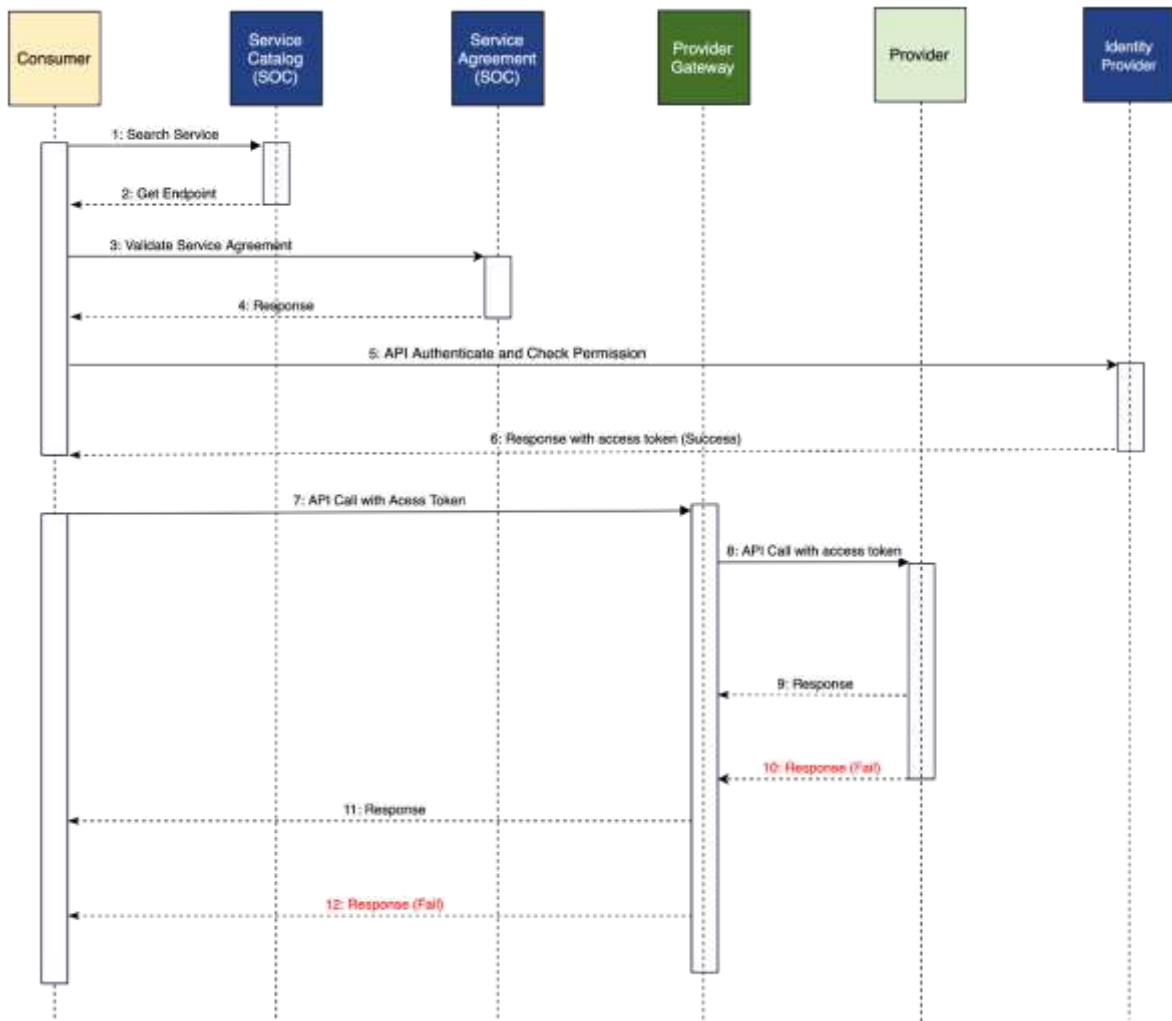 Consumer
Service
Catalog
(SOC)
Service
Agreement
(SOC)
Provider
Gateway
Provider
Identity
Provider
1: Search Service
2: Get Endpoint
3: Validate Service Agreement
4: Response
5: API Authenticate and Check Permission
6: Response with access token (Success)
7: API Call with Acess Token
8: API Call with access token
9: Response
10: Response (Fail)
11: Response
12: Response (Fail)